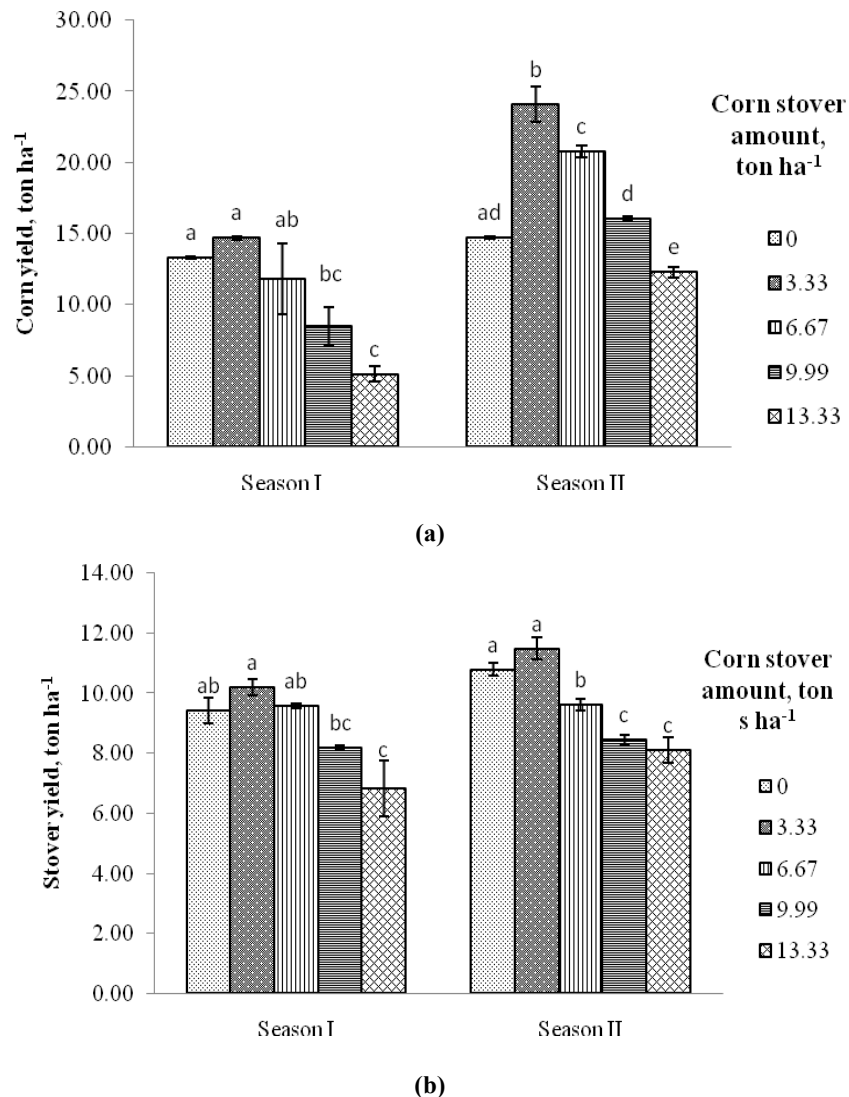 30.00
25.00
20.00
15.00
10.00
5.00
0.00
Corn yield, ton ha-1
a
a
ab
bc
c
ad
b
c
d
e
Season I
Season II
Corn stover
amount,
ton ha-1
0
3.33
6.67
9.99
13.33
(a)
14.00
12.00
10.00
8.00
6.00
4.00
2.00
0.00
Stover yield, ton ha-1
ab
a
ab
bc
c
a
a
b
c
c
Season I
Season II
Corn stover
amount, ton
s ha-1
0
3.33
6.67
9.99
13.33
(b)